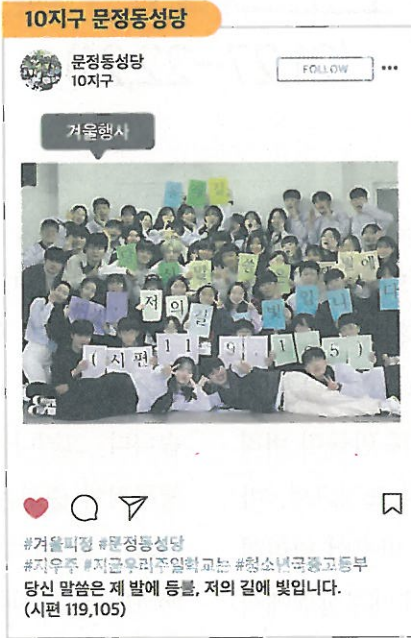 10지구 문정동성당
문정동성당
10지구
FOLLOW
겨울행사
저의 길 빛입니다
(시편 119,105)
#겨울피정 #문정동성당
#지우주 #지금우리주일학교는 #청소년국중고등부
당신 말씀은 제 발에 등불, 저의 길에 빛입니다.
(시편 119,105)